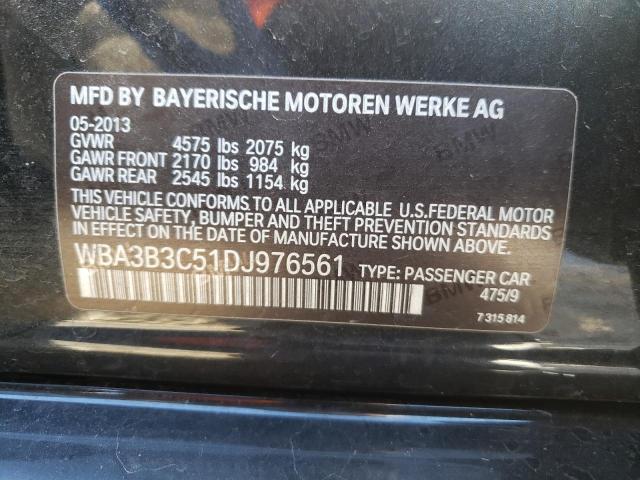 MFD BY BAYERISCHE MOTOREN WERKE AG
05-2013
GVWR 4575 lbs 2075 kg
GAWR FRONT 2170 lbs 984 kg
GAWR REAR 2545 lbs 1154 kg
THIS VEHICLE CONFORMS TO ALL APPLICABLE U.S.FEDERAL MOTOR
VEHICLE SAFETY, BUMPER AND THEFT PREVENTION STANDARDS
IN EFFECT ON THE DATE OF MANUFACTURE SHOWN ABOVE.
WBA3B3C51DJ976561 TYPE: PASSENGER CAR
475/9
7 315 814